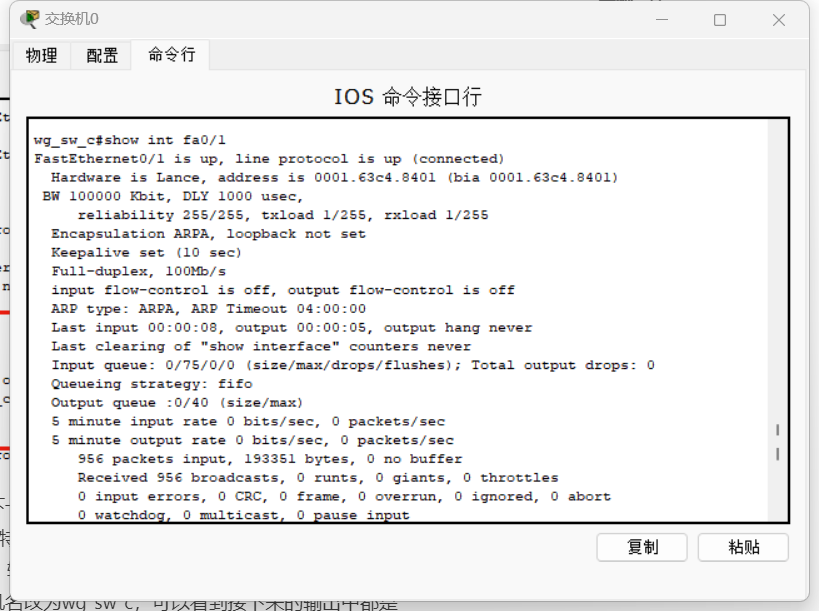 交换机0
物理 配置 命令行
IOS 命令接口行
wg_sw_c#show int fa0/1
FastEthernet0/1 is up, line protocol is up (connected)
Hardware is Lance, address is 0001.63c4.8401 (bia 0001.63c4.8401)
BW 100000 Kbit, DLY 1000 usec,
reliability 255/255, txload 1/255, rxload 1/255
Encapsulation ARPA, loopback not set
Keepalive set (10 sec)
Full-duplex, 100Mb/s
input flow-control is off, output flow-control is off
ARP type: ARPA, ARP Timeout 04:00:00
Last input 00:00:08, output 00:00:05, output hang never
Last clearing of "show interface" counters never
Input queue: 0/75/0/0 (size/max/drops/flushes); Total output drops: 0
Queueing strategy: fifo
Output queue :0/40 (size/max)
5 minute input rate 0 bits/sec, 0 packets/sec
5 minute output rate 0 bits/sec, 0 packets/sec
956 packets input, 193351 bytes, 0 no buffer
Received 956 broadcasts, 0 runts, 0 giants, 0 throttles
0 input errors, 0 CRC, 0 frame, 0 overrun, 0 ignored, 0 abort
0 watchdog, 0 multicast, 0 pause input
复制 粘贴
机名改为wg_sw_c，可以看到接下来的输出中都是